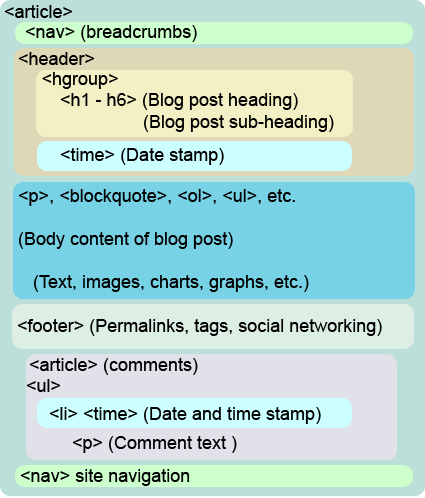 <article>
<nav> (breadcrumbs)
<header>
<hgroup>
<h1 - h6> (Blog post heading)
(Blog post sub-heading)
<time> (Date stamp)
<p>, <blockquote>, <ol>, <ul>, etc.
(Body content of blog post)
(Text, images, charts, graphs, etc.)
<footer> (Permalinks, tags, social networking)
<article> (comments)
<ul>
<li> <time> (Date and time stamp)
<p> (Comment text )
<nav> site navigation